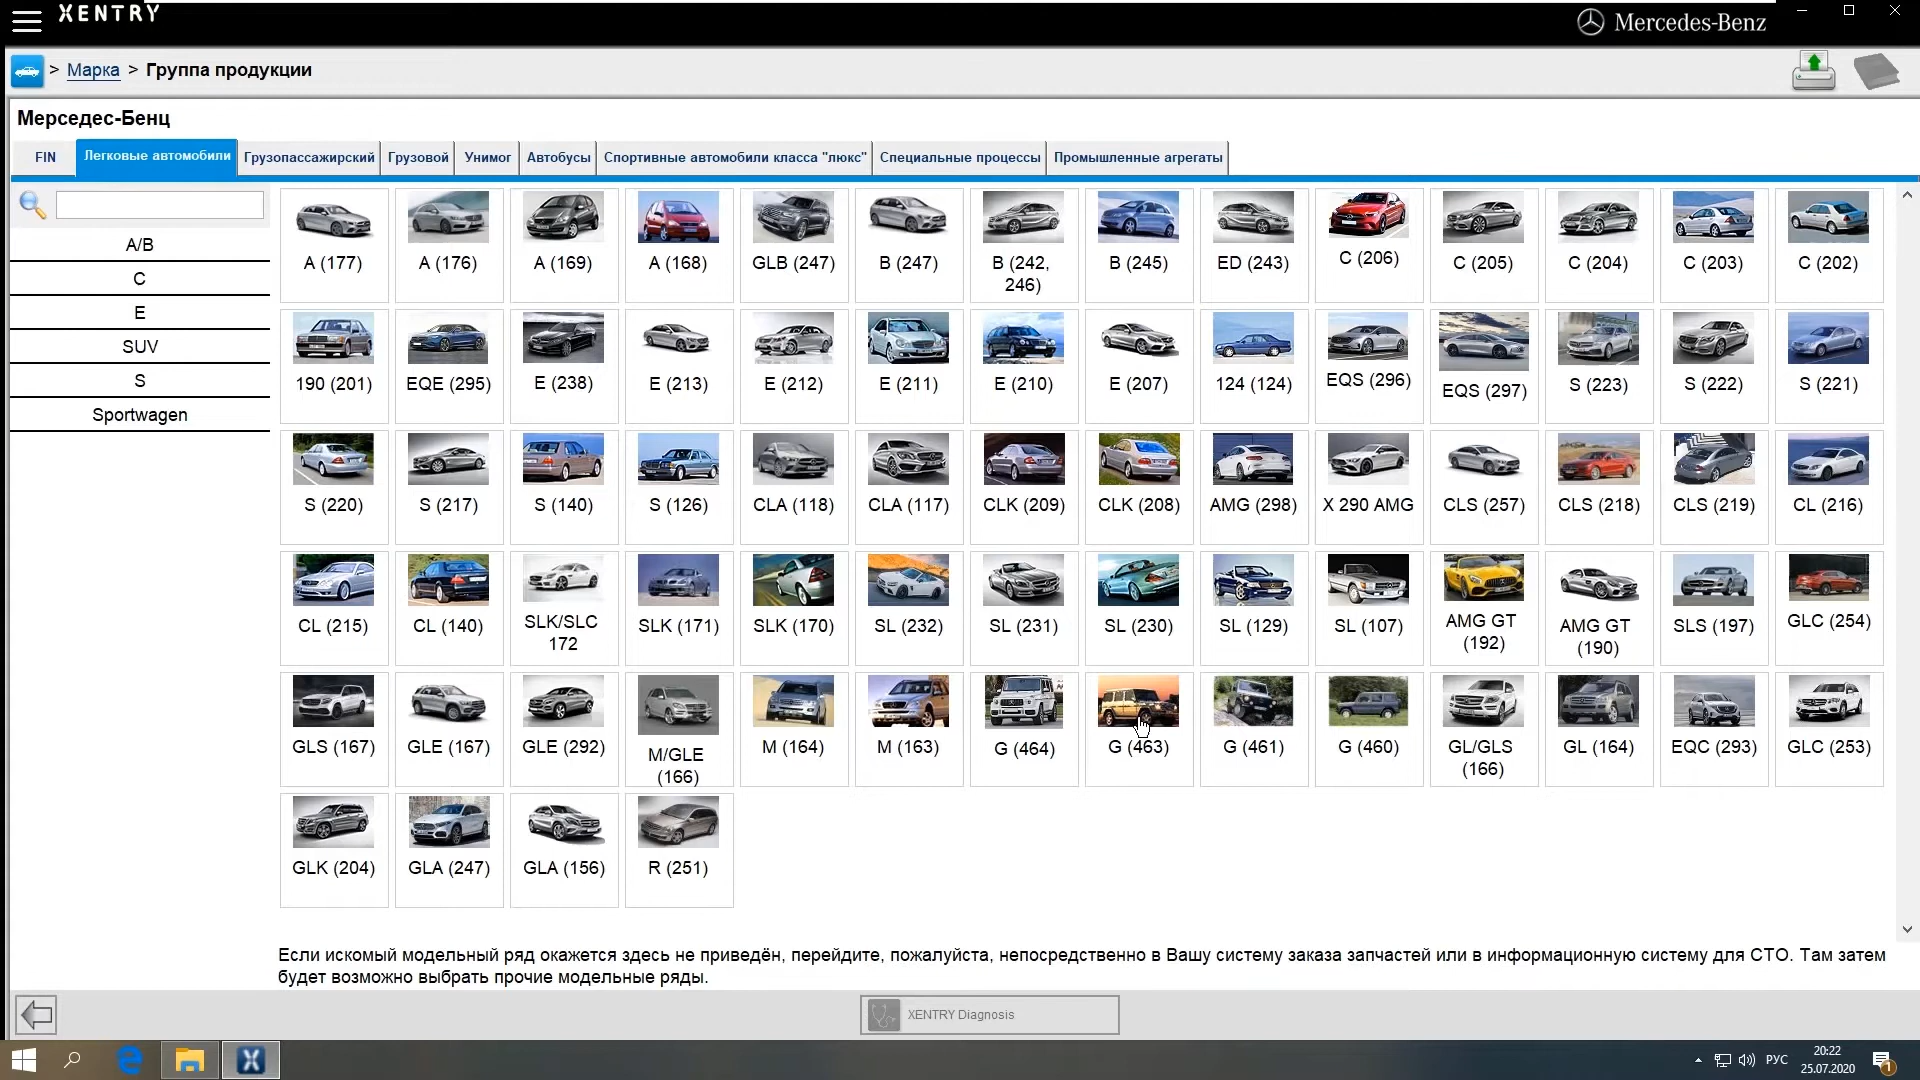 XENTRY
Mercedes-Benz
> Марка > Группа продукции
Мерседес-Бенц
FIN
Легковые автомобили
Грузопассажирский
Грузовой
Унимог
Автобусы
Спортивные автомобили класса "люкс"
Специальные процессы
Промышленные агрегаты
A/B
C
E
SUV
S
Sportwagen
A (177)
A (176)
A (169)
A (168)
GLB (247)
B (247)
B (242,
246)
B (245)
ED (243)
C (206)
C (205)
C (204)
C (203)
C (202)
190 (201)
EQE (295)
E (238)
E (213)
E (212)
E (211)
E (210)
E (207)
124 (124)
EQS (296)
EQS (297)
S (223)
S (222)
S (221)
S (220)
S (217)
S (140)
S (126)
CLA (118)
CLA (117)
CLK (209)
CLK (208)
AMG (298)
X 290 AMG
CLS (257)
CLS (218)
CLS (219)
CL (216)
CL (215)
CL (140)
SLK/SLC
172
SLK (171)
SLK (170)
SL (232)
SL (231)
SL (230)
SL (129)
SL (107)
AMG GT
(192)
AMG GT
(190)
SLS (197)
GLC (254)
GLS (167)
GLE (167)
GLE (292)
M/GLE
(166)
M (164)
M (163)
G (464)
G (463)
G (461)
G (460)
GL/GLS
(166)
GL (164)
EQC (293)
GLC (253)
GLK (204)
GLA (247)
GLA (156)
R (251)
Если искомый модельный ряд окажется здесь не приведён, перейдите, пожалуйста, непосредственно в Вашу систему заказа запчастей или в информационную систему для СТО. Там затем
будет возможно выбрать прочие модельные ряды.
XENTRY Diagnosis
X
РУС
20:22
25.07.2020
1